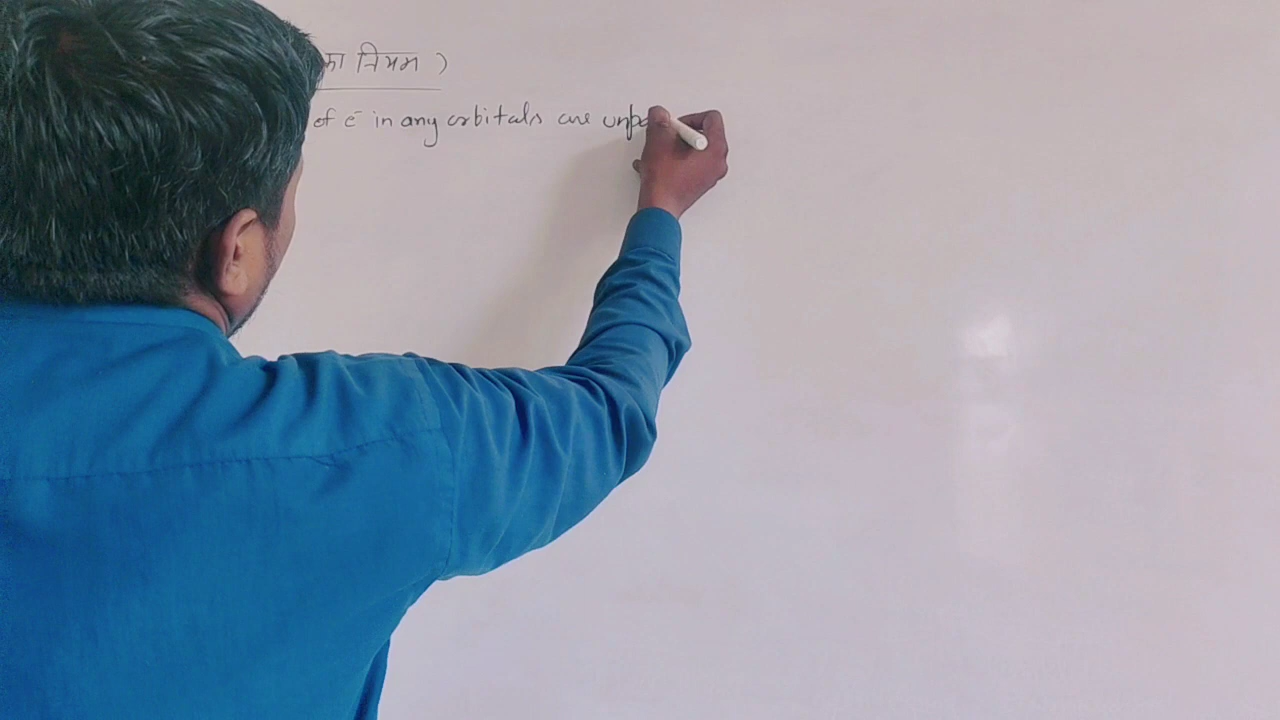 का नियम )
of e⁻ in any orbitals are unpa